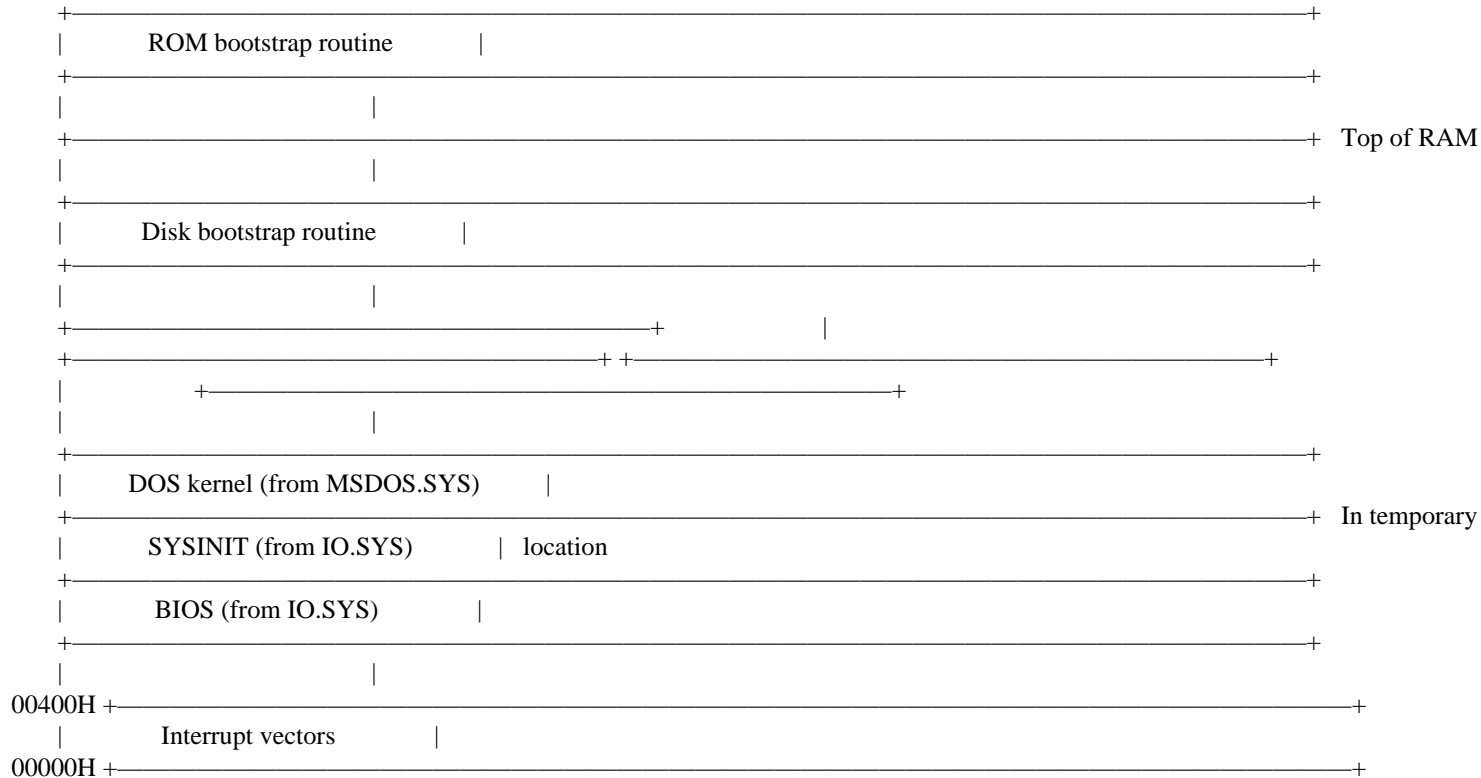 ROM bootstrap routine
Top of RAM
Disk bootstrap routine
DOS kernel (from MSDOS.SYS)
In temporary
SYSINIT (from IO.SYS) | location
BIOS (from IO.SYS)
00400H
Interrupt vectors
00000H